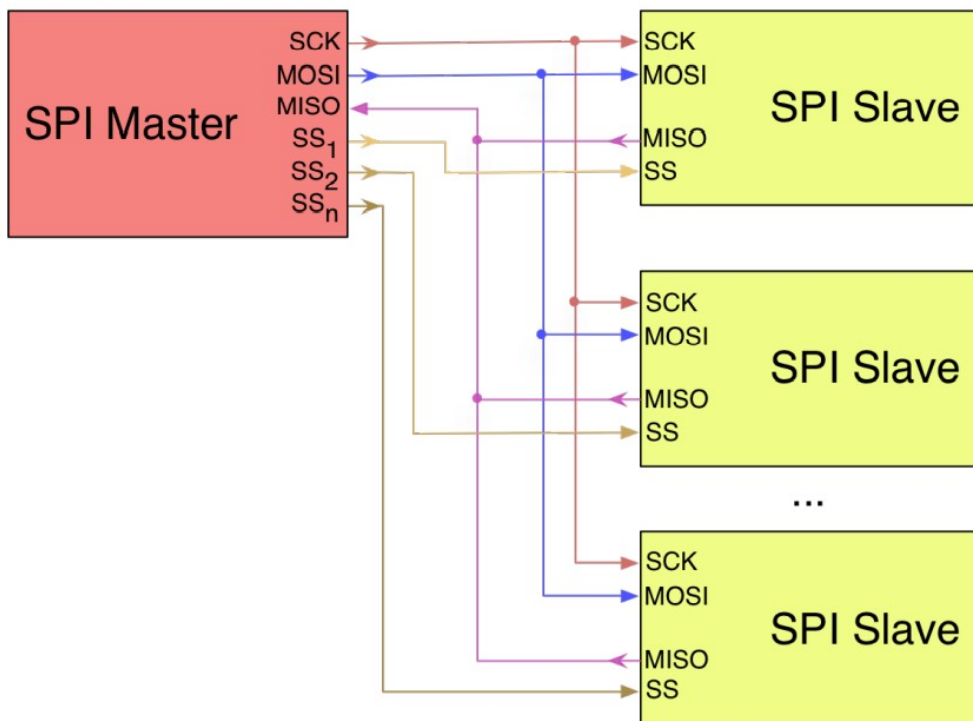 SPI Master
SCK
MOSI
MISO
SS1
SS2
SSn
SCK
MOSI
MISO
SS
SPI Slave
SCK
MOSI
MISO
SS
SPI Slave
...
SCK
MOSI
MISO
SS
SPI Slave